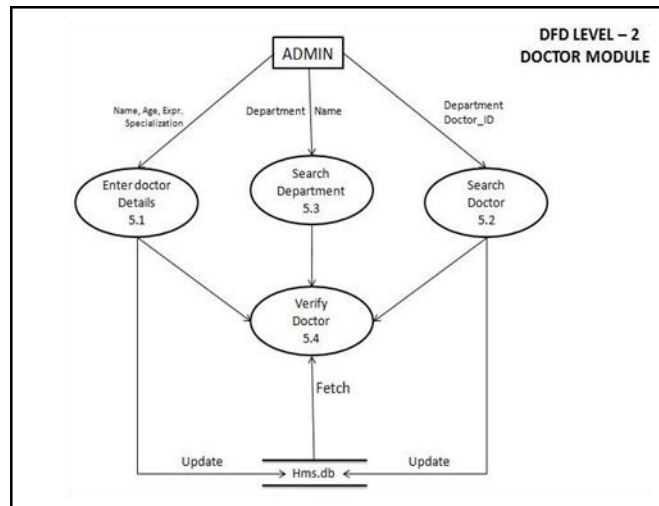 DFD LEVEL – 2
DOCTOR MODULE
ADMIN
Name, Age, Expr.
Specialization
Department Name
Department
Doctor_ID
Enter doctor
Details
5.1
Search
Department
5.3
Search
Doctor
5.2
Verify
Doctor
5.4
Fetch
Update
Hms.db
Update